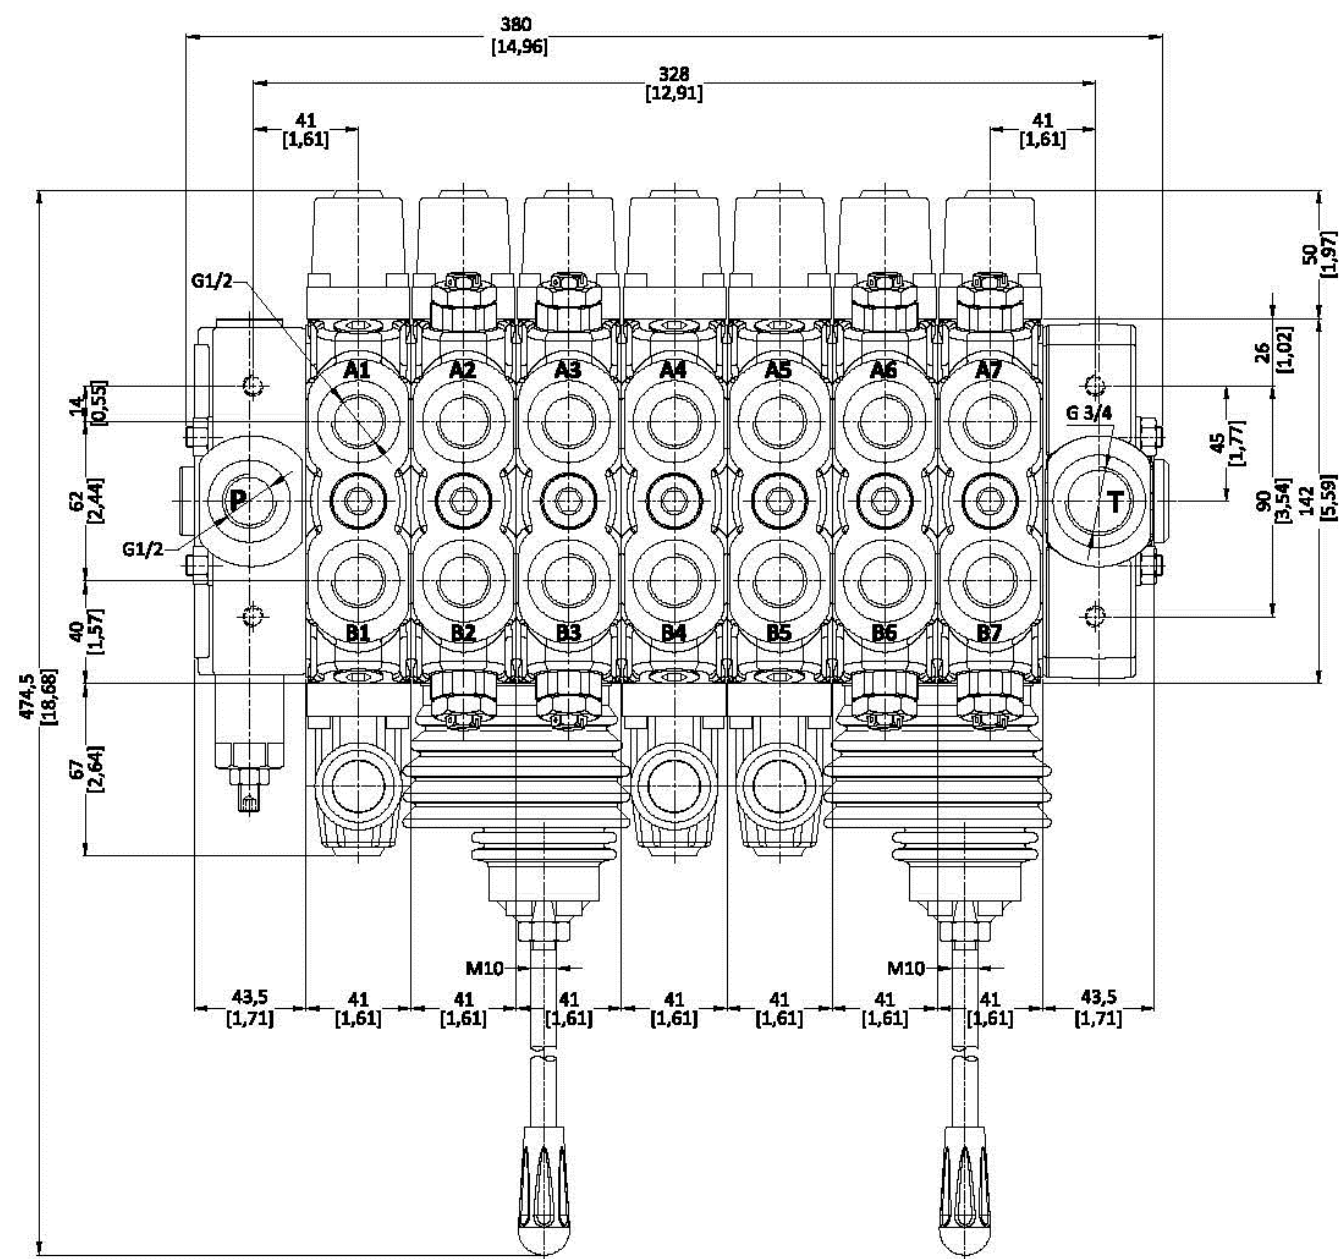 380
[14,96]
328
[12,91]
41
[1,61]
41
[1,61]
50
[1,97]
G1/2
26
[1,02]
A1 A2 A3 A4 A5 A6 A7
14
[0,55]
G 3/4
45
[1,77]
62
[2,44]
P
T
90
[3,54]
142
[5,59]
G1/2
40
[1,57]
B1 B2 B3 B4 B5 B6 B7
474,5
[18,68]
67
[2,64]
M10
M10
43,5 41 41 41 41 41 41 41 43,5
[1,71] [1,61] [1,61] [1,61] [1,61] [1,61] [1,61] [1,61] [1,71]